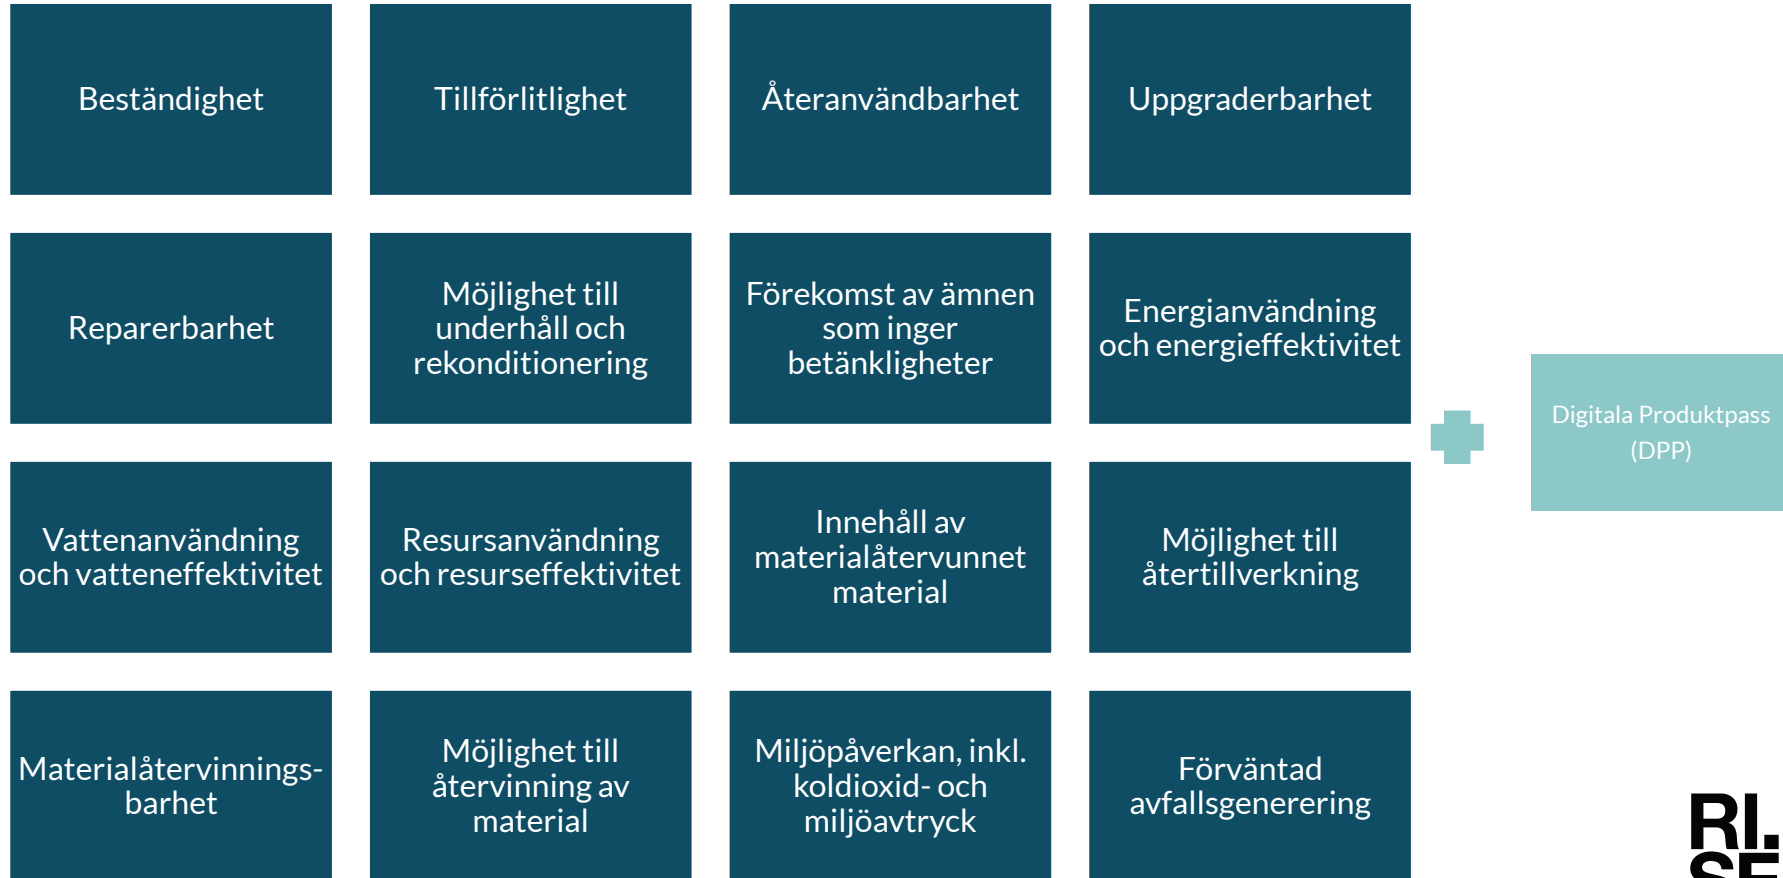 Beständighet
Tillförlitlighet
Återanvändbarhet
Uppgraderbarhet
Reparerbarhet
Möjlighet till
underhåll och
rekonditionering
Förekomst av ämnen
som inger
betänkligheter
Energianvändning
och energieffektivitet
Vattenanvändning
och vatteneffektivitet
Resursanvändning
och resurseffektivitet
Innehåll av
materialåtervunnet
material
Möjlighet till
återtillverkning
Materialåtervinnings-
barhet
Möjlighet till
återvinning av
material
Miljöpåverkan, inkl.
koldioxid- och
miljöavtryck
Förväntad
avfallsgenerering
Digitala Produktpass
(DPP)
RI.
SE